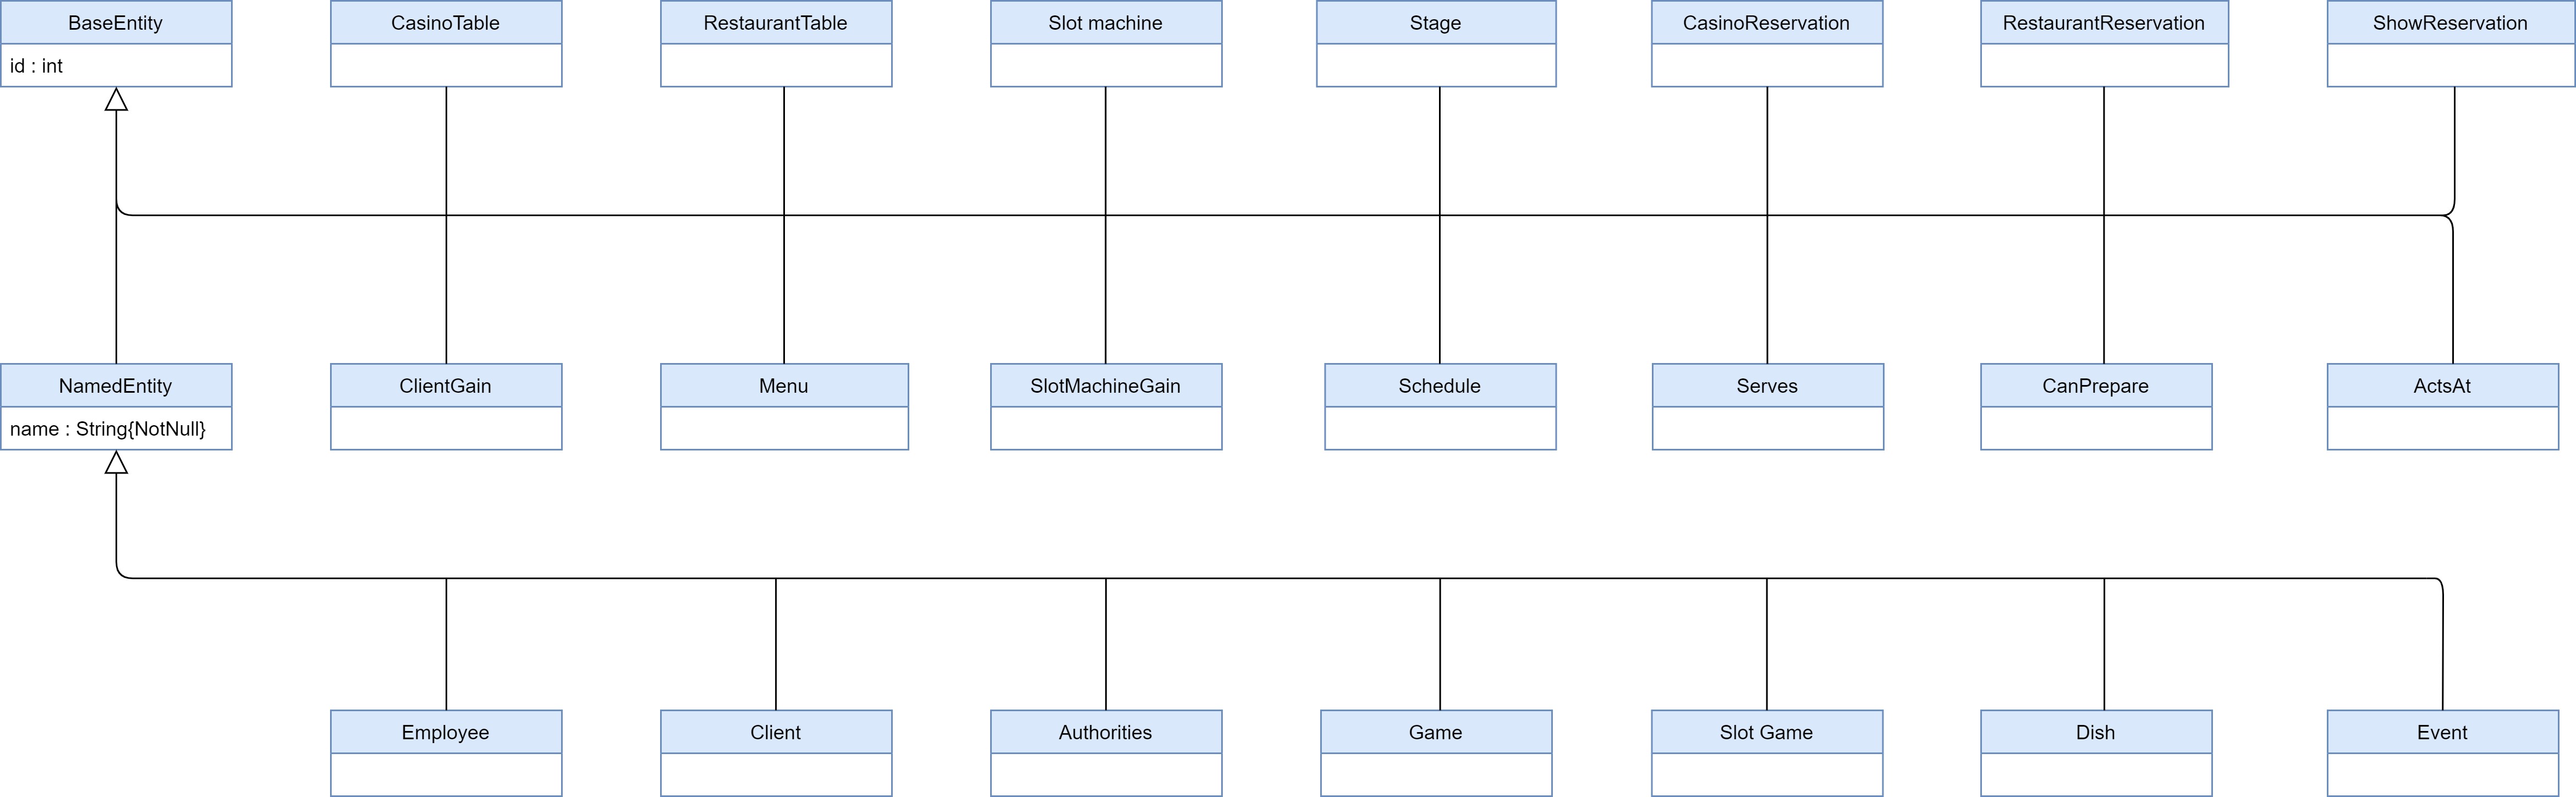 BaseEntity
id : int
CasinoTable
RestaurantTable
Slot machine
Stage
CasinoReservation
RestaurantReservation
ShowReservation
NamedEntity
name : String{NotNull}
ClientGain
Menu
SlotMachineGain
Schedule
Serves
CanPrepare
ActsAt
Employee
Client
Authorities
Game
Slot Game
Dish
Event